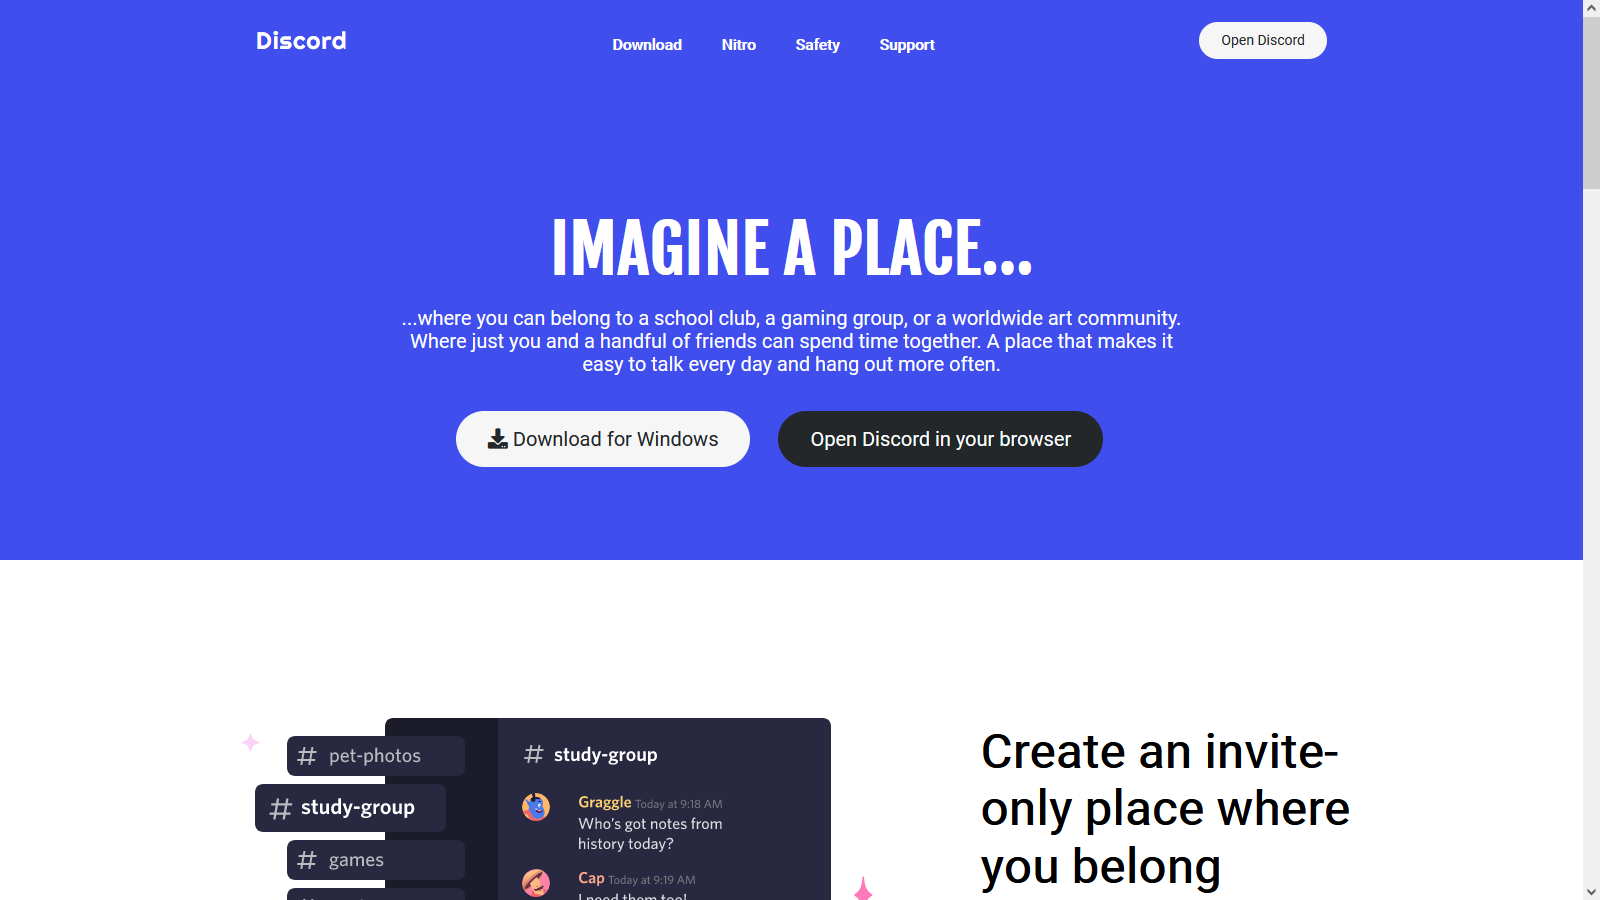 Discord
Download
Nitro
Safety
Support
Open Discord
IMAGINE A PLACE...
...where you can belong to a school club, a gaming group, or a worldwide art community.
Where just you and a handful of friends can spend time together. A place that makes it
easy to talk every day and hang out more often.
Download for Windows
Open Discord in your browser
# pet-photos
# study-group
# games
# study-group
Graggle Today at 9:18 AM
Who's got notes from
history today?
Cap Today at 9:19 AM
I need them too!
Create an invite-
only place where
you belong